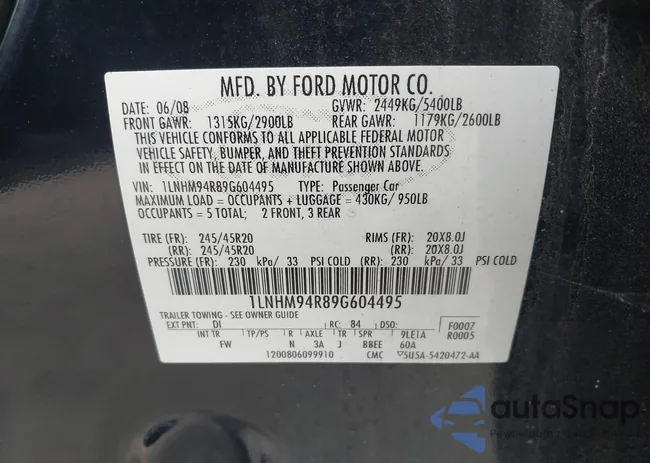 MFD. BY FORD MOTOR CO.
DATE: 06/08 GVWR: 2449KG/5400LB
FRONT GAWR: 1315KG/2900LB REAR GAWR: 1179KG/2600LB
THIS VEHICLE CONFORMS TO ALL APPLICABLE FEDERAL MOTOR
VEHICLE SAFETY, BUMPER, AND THEFT PREVENTION STANDARDS
IN EFFECT ON THE DATE OF MANUFACTURE SHOWN ABOVE.
VIN: 1LNHM94R89G604495 TYPE: Passenger Car
MAXIMUM LOAD = OCCUPANTS + LUGGAGE = 430KG/ 950LB
OCCUPANTS = 5 TOTAL; 2 FRONT, 3 REAR
TIRE (FR): 245/45R20 RIMS (FR): 20X8.0J
(RR): 245/45R20 (RR): 20X8.0J
PRESSURE (FR): 230 kPa/ 33 PSI COLD (RR): 230 kPa/ 33 PSI COLD
1LNHM94R89G604495
TRAILER TOWING - SEE OWNER GUIDE
EXT PNT: DI RC: 84 DSO: F0007
INT TR TP/PS R AXLE TR SPR 9LE1A R0005
FW N 3A J BBEE 60A
1200806099910 CMC 5U5A-5420472-AA
autoSnap